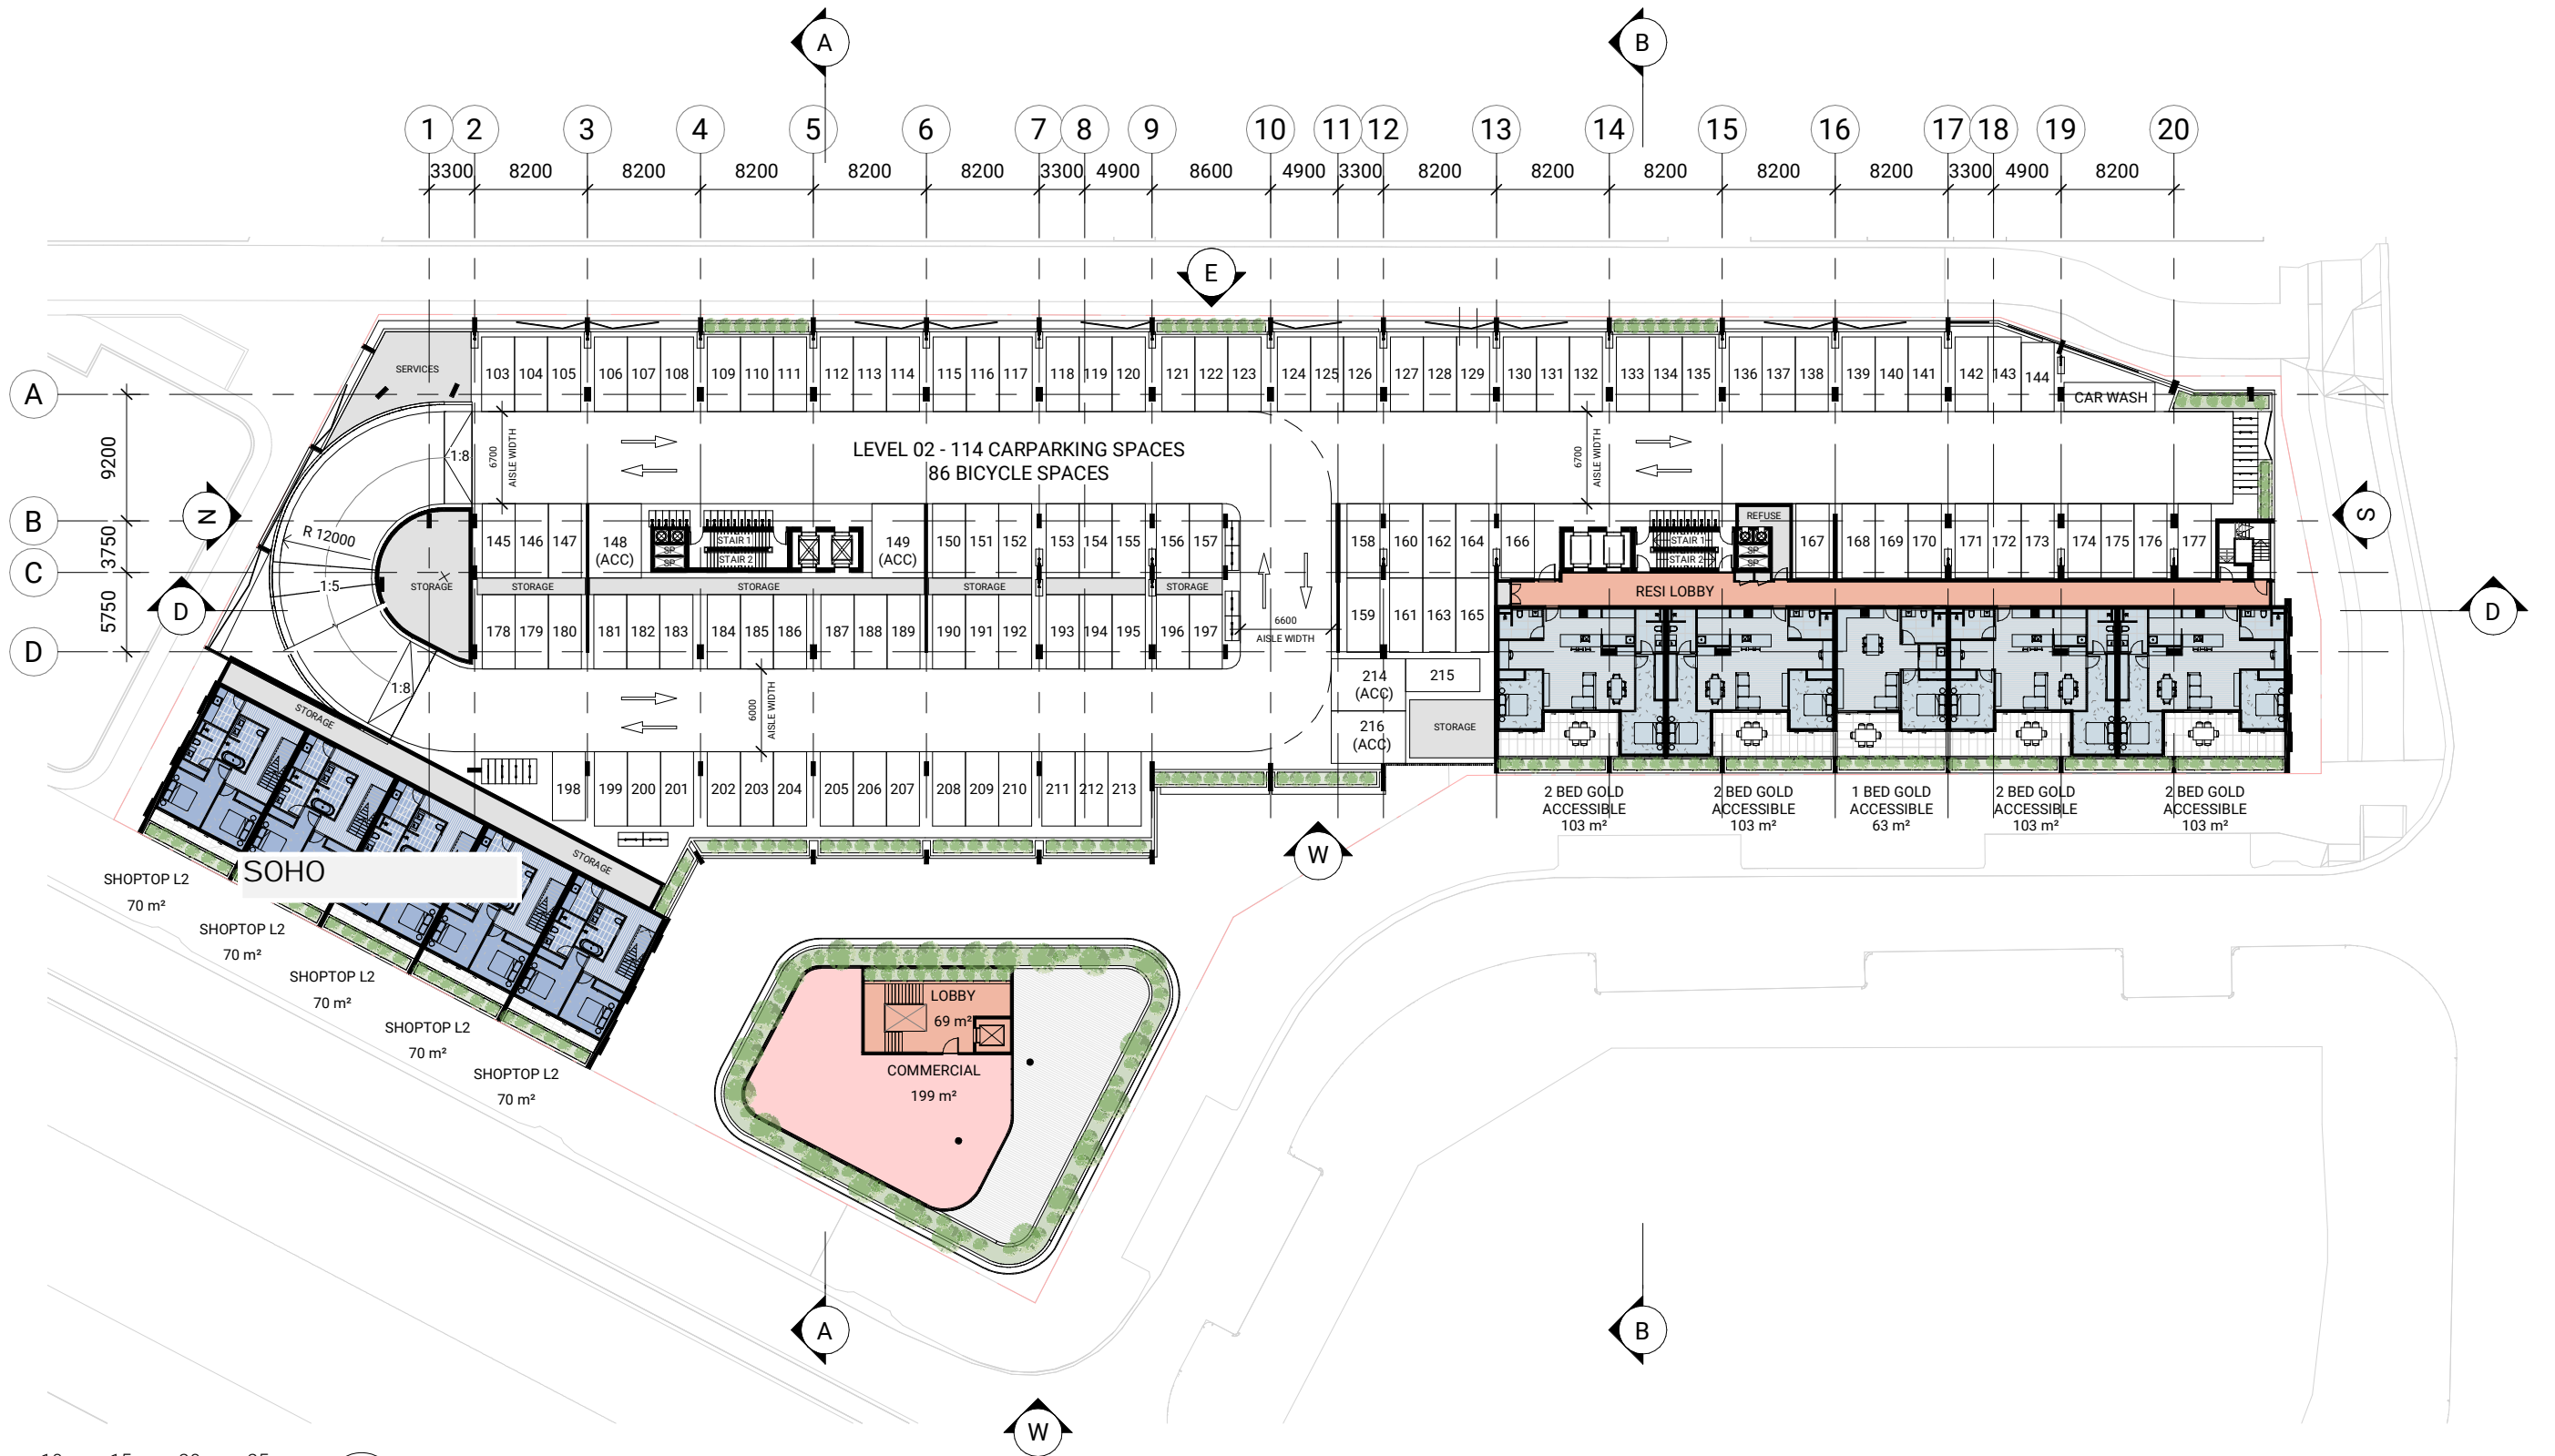 A B
1 2 3 4 5 6 7 8 9 10 11 12 13 14 15 16 17 18 19 20
3300 8200 8200 8200 8200 8200 3300 4900 8600 4900 3300 8200 8200 8200 8200 8200 3300 4900 8200
E
SERVICES
103 104 105 106 107 108 109 110 111 112 113 114 115 116 117 118 119 120 121 122 123 124 125 126 127 128 129 130 131 132 133 134 135 136 137 138 139 140 141 142 143 144
CAR WASH
A
9200
B
3750
C
5750
D
N
S
D
D
1:8
6700
AISLE WIDTH
LEVEL 02 - 114 CARPARKING SPACES
86 BICYCLE SPACES
6700
AISLE WIDTH
R 12000
1:5
1:8
STORAGE
145 146 147 148
(ACC)
SP
SP
STAIR 1
STAIR 2
149
(ACC)
150 151 152 153 154 155 156 157
158 160 162 164 166
STAIR 1
STAIR 2
REFUSE
SP
SP
167 168 169 170 171 172 173 174 175 176 177
STORAGE STORAGE STORAGE STORAGE
RESI LOBBY
178 179 180 181 182 183 184 185 186 187 188 189 190 191 192 193 194 195 196 197
6600
AISLE WIDTH
159 161 163 165
214
(ACC)
215
216
(ACC)
STORAGE
6000
AISLE WIDTH
198 199 200 201 202 203 204 205 206 207 208 209 210 211 212 213
STORAGE
STORAGE
2 BED GOLD
ACCESSIBLE
103 m²
2 BED GOLD
ACCESSIBLE
103 m²
1 BED GOLD
ACCESSIBLE
63 m²
2 BED GOLD
ACCESSIBLE
103 m²
2 BED GOLD
ACCESSIBLE
103 m²
W
SOHO
SHOPTOP L2
70 m²
SHOPTOP L2
70 m²
SHOPTOP L2
70 m²
SHOPTOP L2
70 m²
SHOPTOP L2
70 m²
LOBBY
69 m²
COMMERCIAL
199 m²
A B
W